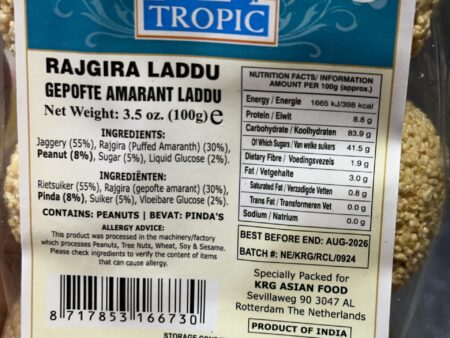 TROPIC
RAJGIRA LADDU
GEPOFTE AMARANT LADDU
Net Weight: 3.5 oz. (100g) ℮
INGREDIENTS:
Jaggery (55%), Rajgira (Puffed Amaranth) (30%),
Peanut (8%), Sugar (5%), Liquid Glucose (2%).
INGREDIËNTEN:
Rietsuiker (55%), Rajgira (gepofte amarant) (30%),
Pinda (8%), Suiker (5%), Vloeibare Glucose (2%).
CONTAINS: PEANUTS | BEVAT: PINDA'S
ALLERGY ADVICE:
This product was processed in the machinery/factory
which processes Peanuts, Tree Nuts, Wheat, Soy & Sesame.
Please check ingredients to verify the content of items
that can cause allergy.
8 717853 166730
NUTRITION FACTS/ INFORMATION
AMOUNT PER 100g (approx.)
Energy / Energie 1665 kJ/398 kcal
Protein / Eiwit 8.8 g
Carbohydrate / Koolhydraten 83.9 g
Of Which Sugars / Van welke suikers 41.5 g
Dietary Fibre / Voedingsvezels 1.9 g
Fat / Vetgehalte 3.0 g
Saturated Fat / Verzadigde Vetten 0.8 g
Trans Fat / Transformeren Vet 0.0 g
Sodium / Natrium 0.0 g
BEST BEFORE END: AUG-2026
BATCH #: NE/KRG/RCL/0924
Specially Packed for
KRG ASIAN FOOD
Sevillaweg 90 3047 AL
Rotterdam The Netherlands
PRODUCT OF INDIA